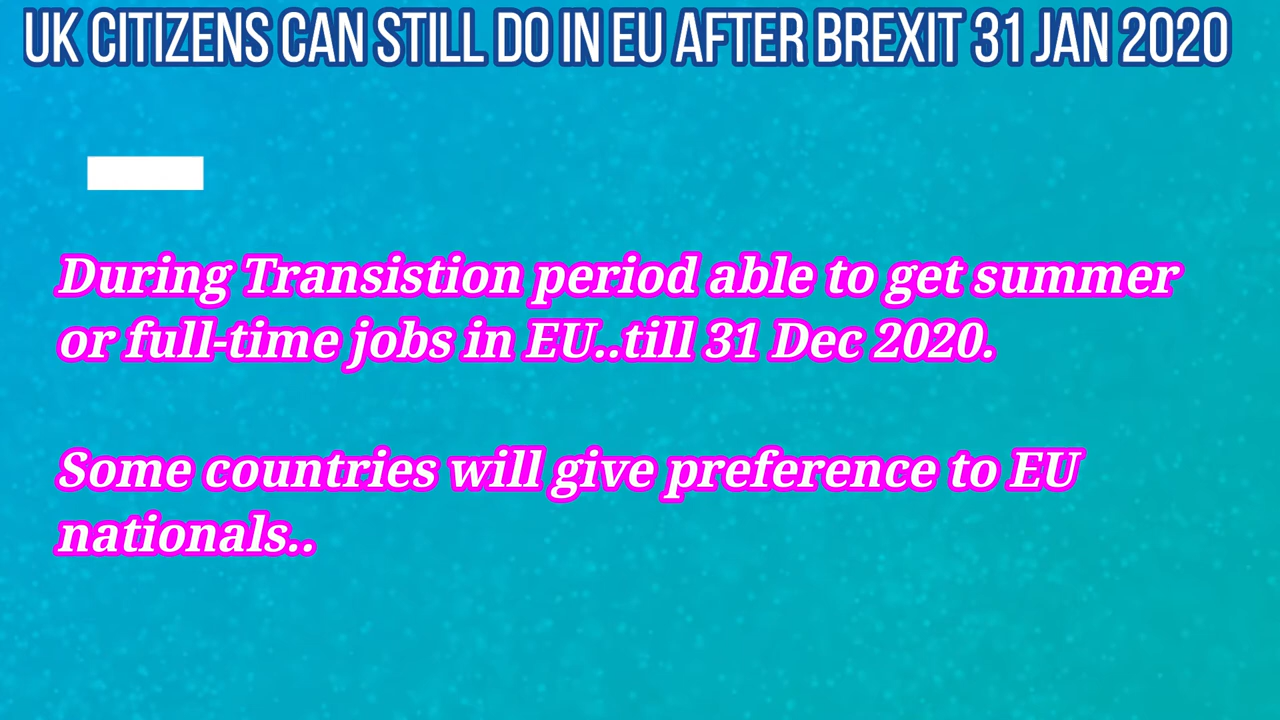 UK CITIZENS CAN STILL DO IN EU AFTER BREXIT 31 JAN 2020
During Transistion period able to get summer
or full-time jobs in EU..till 31 Dec 2020.
Some countries will give preference to EU
nationals..